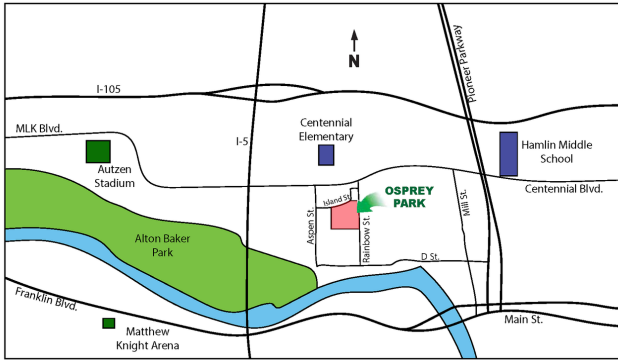 N
Pioneer Parkway
I-105
MLK Blvd.
I-5
Centennial
Elementary
Hamlin Middle
School
Autzen
Stadium
Centennial Blvd.
OSPREY
PARK
Island St.
Aspen St.
Rainbow St.
Mill St.
Alton Baker
Park
D St.
Franklin Blvd.
Main St.
Matthew
Knight Arena